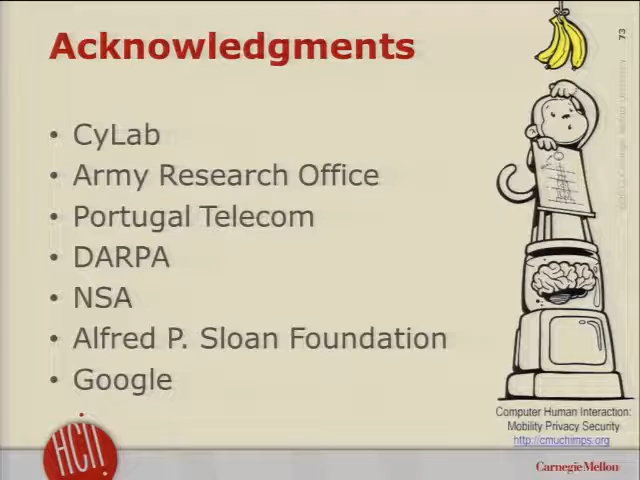 Acknowledgments
73
• CyLab
• Army Research Office
• Portugal Telecom
• DARPA
• NSA
• Alfred P. Sloan Foundation
• Google
Computer Human Interaction:
Mobility Privacy Security
http://cmuchimps.org
HCII
Carnegie Mellon